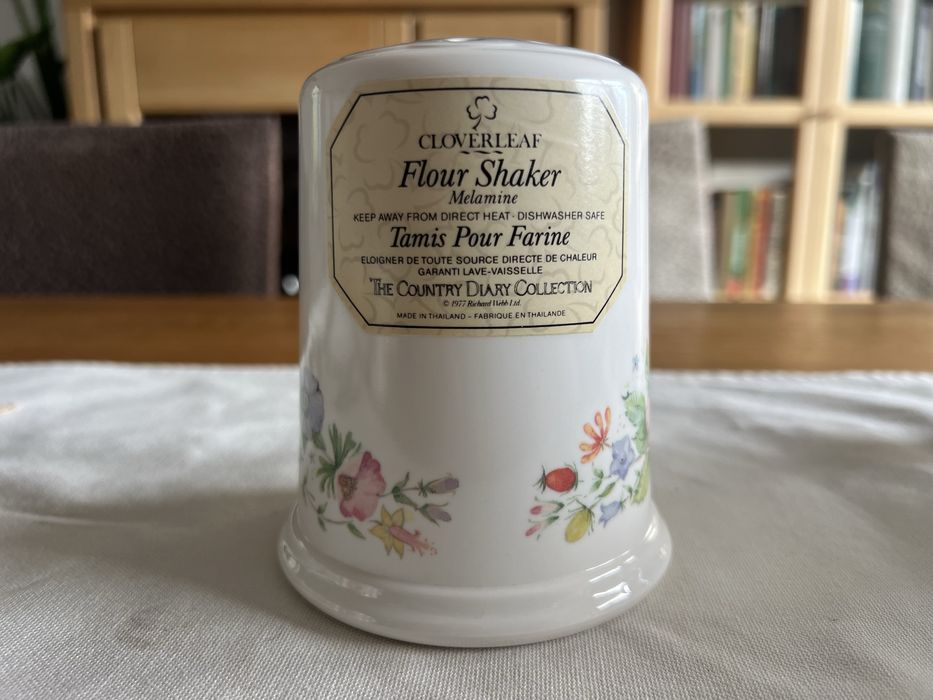 CLOVERLEAF
Flour Shaker
Melamine
KEEP AWAY FROM DIRECT HEAT · DISHWASHER SAFE
Tamis Pour Farine
ELOIGNER DE TOUTE SOURCE DIRECTE DE CHALEUR
GARANTI LAVE-VAISSELLE
THE COUNTRY DIARY COLLECTION
© 1977 Richard Webb Ltd.
MADE IN THAILAND – FABRIQUE EN THAILANDE